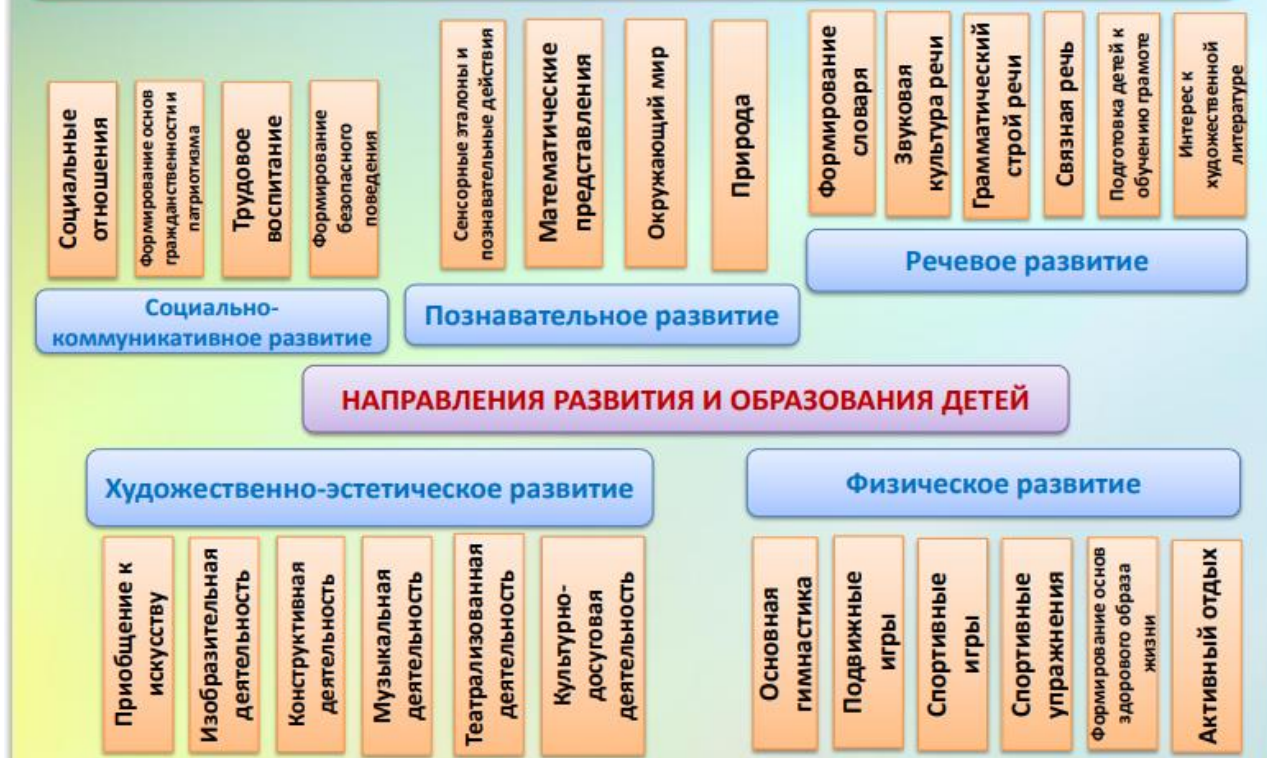 Социальные
отношения
Формирование основ
гражданственности и
патриотизма
Трудовое
воспитание
Формирование
безопасного
поведения
Сенсорные эталоны и
познавательные действия
Математические
представления
Окружающий мир
Природа
Формирование
словаря
Звуковая
культура речи
Грамматический
строй речи
Связная речь
Подготовка детей к
обучению грамоте
Интерес к
художественной
литературе
Социально-
коммуникативное развитие
Познавательное развитие
Речевое развитие
НАПРАВЛЕНИЯ РАЗВИТИЯ И ОБРАЗОВАНИЯ ДЕТЕЙ
Художественно-эстетическое развитие
Физическое развитие
Приобщение к
искусству
Изобразительная
деятельность
Конструктивная
деятельность
Музыкальная
деятельность
Театрализованная
деятельность
Культурно-
досуговая
деятельность
Основная
гимнастика
Подвижные
игры
Спортивные
игры
Спортивные
упражнения
Формирование основ
здорового образа
жизни
Активный отдых